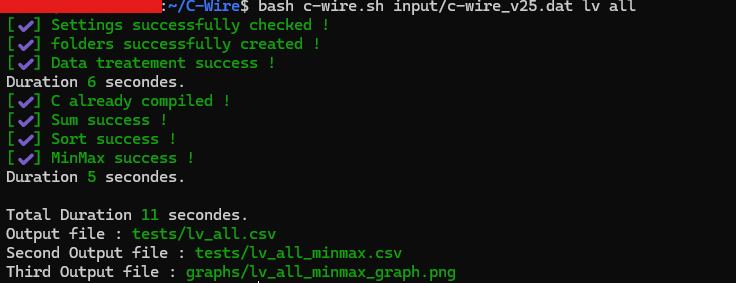 :~/C-Wire$ bash c-wire.sh input/c-wire_v25.dat lv all
[✔] Settings successfully checked !
[✔] folders successfully created !
[✔] Data treatement success !
Duration 6 secondes.
[✔] C already compiled !
[✔] Sum success !
[✔] Sort success !
[✔] MinMax success !
Duration 5 secondes.
Total Duration 11 secondes.
Output file : tests/lv_all.csv
Second Output file : tests/lv_all_minmax.csv
Third Output file : graphs/lv_all_minmax_graph.png